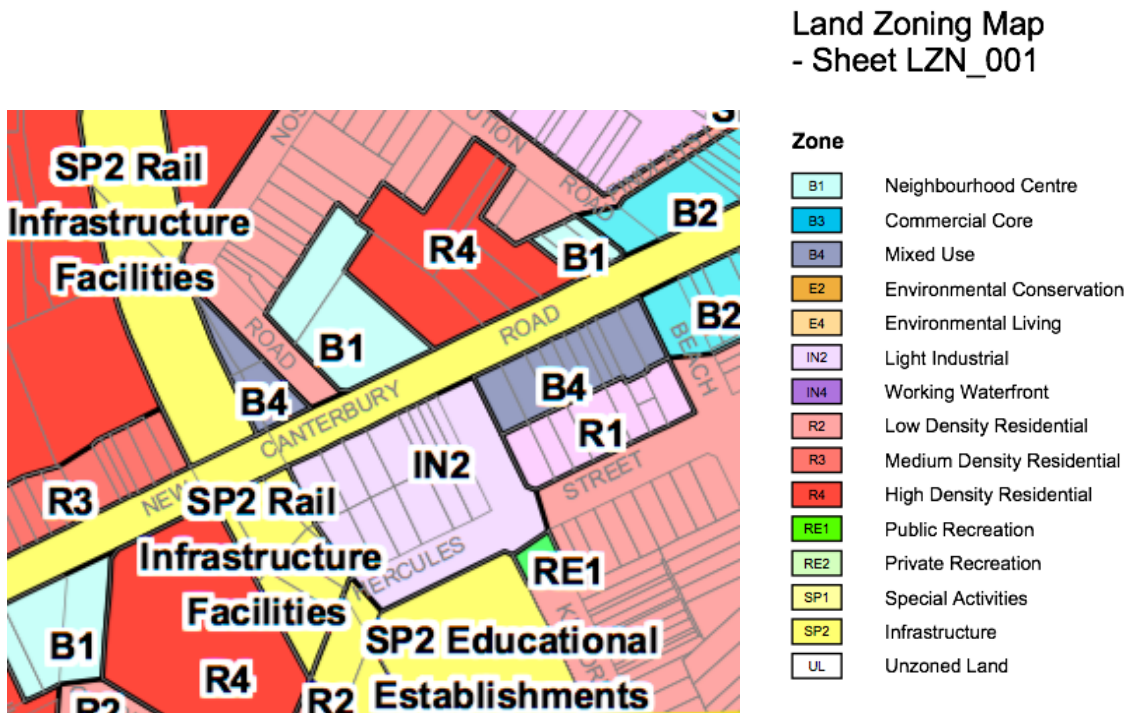 Land Zoning Map
- Sheet LZN_001
Zone
B1 Neighbourhood Centre
B3 Commercial Core
B4 Mixed Use
E2 Environmental Conservation
E4 Environmental Living
IN2 Light Industrial
IN4 Working Waterfront
R2 Low Density Residential
R3 Medium Density Residential
R4 High Density Residential
RE1 Public Recreation
RE2 Private Recreation
SP1 Special Activities
SP2 Infrastructure
UL Unzoned Land
SP2 Rail
Infrastructure
Facilities
ROAD
B2
R4
B1
ROAD
B2
BEACH
B1
ROAD
B4
CANTERBURY
B4
R1
IN2
STREET
R3
NEW
SP2 Rail
Infrastructure
Facilities
HERCULES
RE1
B1
SP2 Educational
Establishments
R4
R2
R2